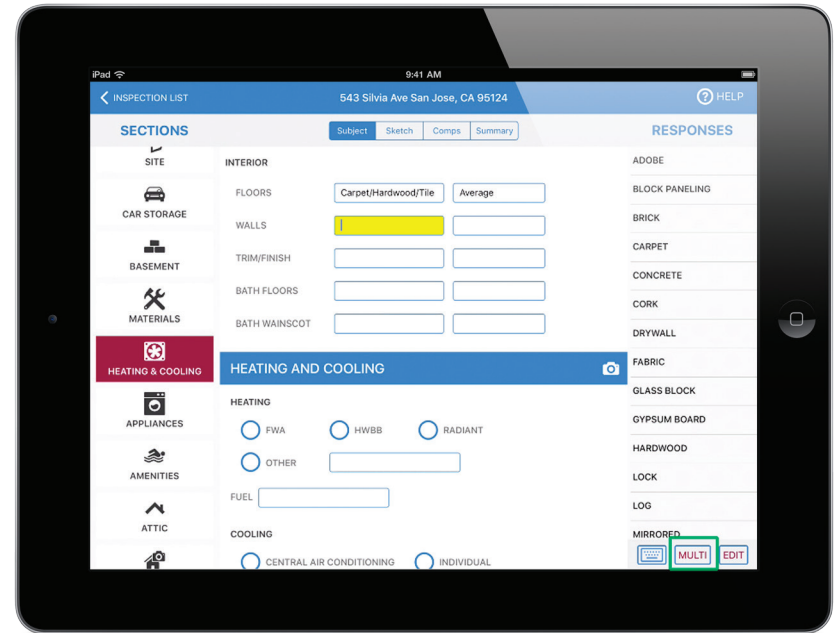 iPad 9:41 AM
INSPECTION LIST 543 Silvia Ave San Jose, CA 95124 ? HELP
SECTIONS Subject Sketch Comps Summary RESPONSES
SITE
CAR STORAGE
BASEMENT
MATERIALS
HEATING & COOLING
APPLIANCES
AMENITIES
ATTIC
INTERIOR
FLOORS Carpet/Hardwood/Tile Average
WALLS
TRIM/FINISH
BATH FLOORS
BATH WAINSCOT
HEATING AND COOLING
HEATING
FWA HWBB RADIANT
OTHER
FUEL
COOLING
CENTRAL AIR CONDITIONING INDIVIDUAL
ADOBE
BLOCK PANELING
BRICK
CARPET
CONCRETE
CORK
DRYWALL
FABRIC
GLASS BLOCK
GYPSUM BOARD
HARDWOOD
LOCK
LOG
MIRRORED
MULTI EDIT